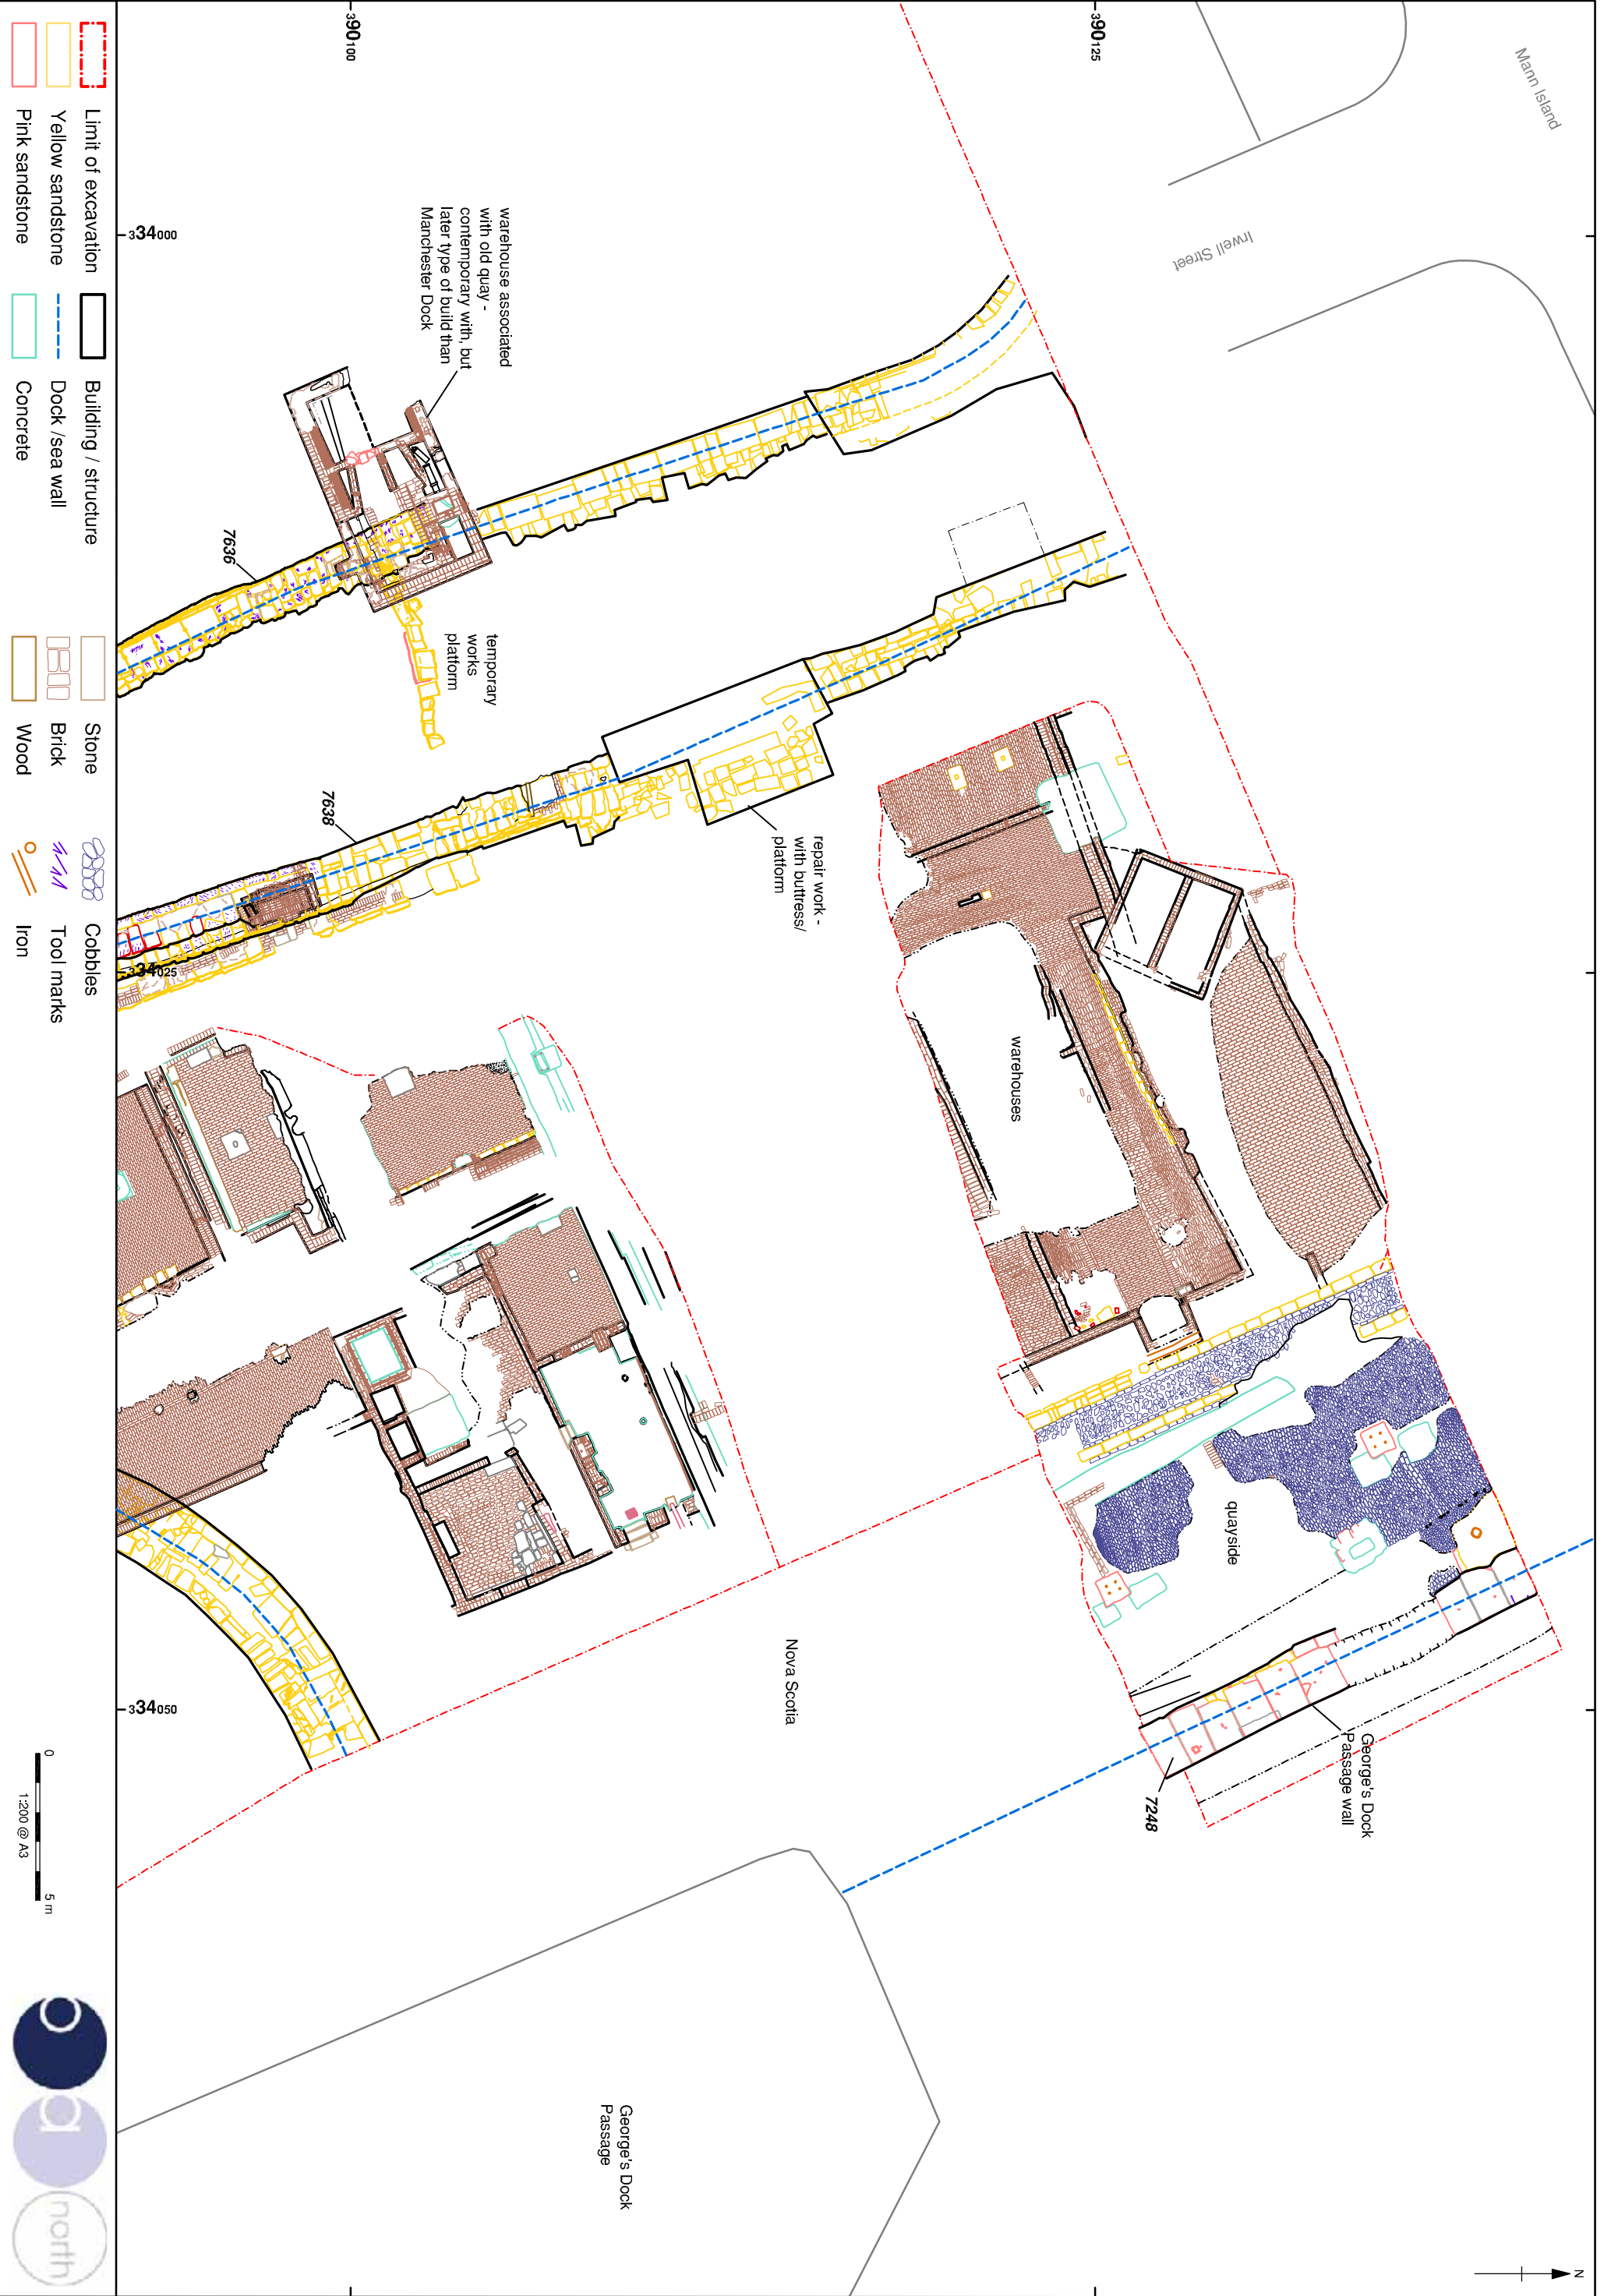 Mann Island
Irwell Street
390125
390100
334000
334025
334050
warehouse associated
with old quay -
contemporary with, but
later type of build than
Manchester Dock
7636
temporary
works
platform
7638
repair work -
with buttress/
platform
warehouses
quayside
Nova Scotia
George's Dock
Passage wall
7248
George's Dock
Passage
N
Limit of excavation
Yellow sandstone
Pink sandstone
Building / structure
Dock /sea wall
Concrete
Stone
Brick
Wood
Cobbles
Tool marks
Iron
0
5 m
1:200 @ A3
o
a
north